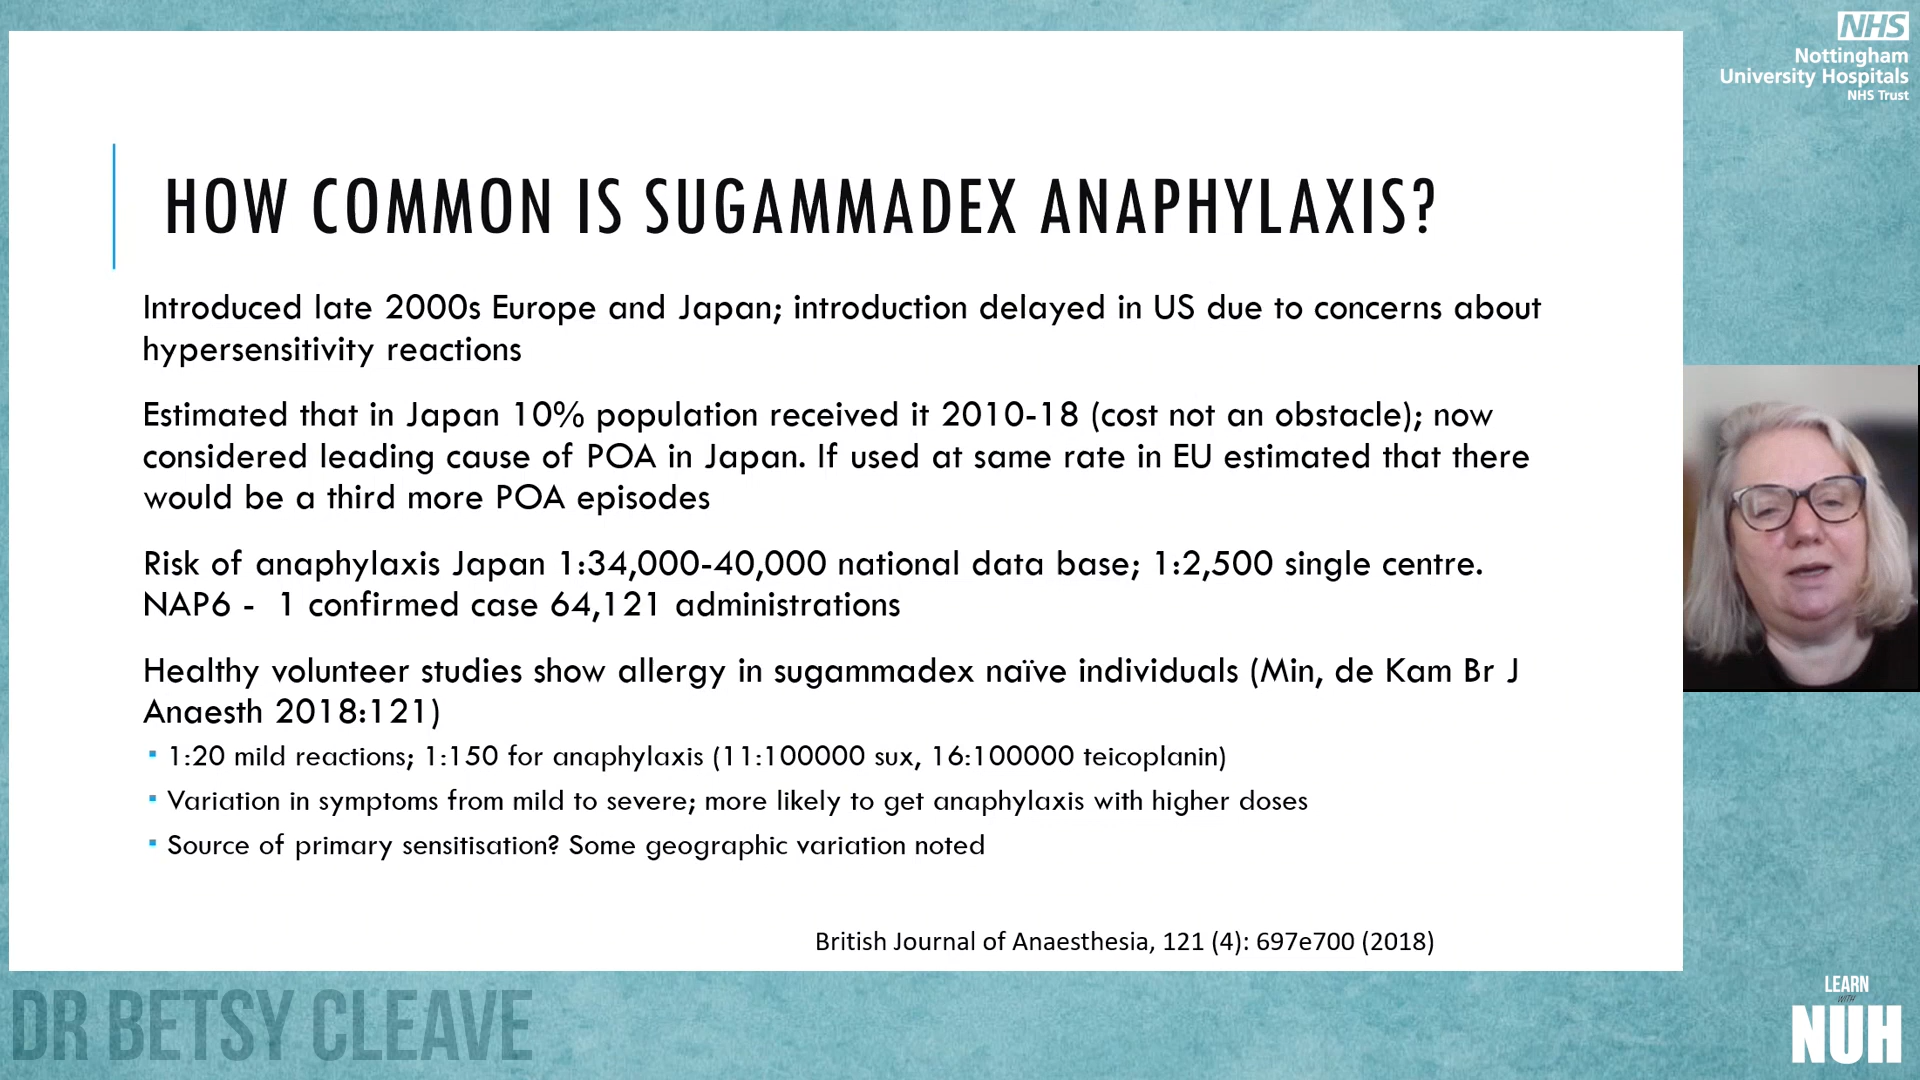 NHS
Nottingham
University Hospitals
NHS Trust
HOW COMMON IS SUGAMMADEX ANAPHYLAXIS?
Introduced late 2000s Europe and Japan; introduction delayed in US due to concerns about
hypersensitivity reactions
Estimated that in Japan 10% population received it 2010-18 (cost not an obstacle); now
considered leading cause of POA in Japan. If used at same rate in EU estimated that there
would be a third more POA episodes
Risk of anaphylaxis Japan 1:34,000-40,000 national data base; 1:2,500 single centre.
NAP6 - 1 confirmed case 64,121 administrations
Healthy volunteer studies show allergy in sugammadex naïve individuals (Min, de Kam Br J
Anaesth 2018:121)
▪ 1:20 mild reactions; 1:150 for anaphylaxis (11:100000 sux, 16:100000 teicoplanin)
▪ Variation in symptoms from mild to severe; more likely to get anaphylaxis with higher doses
▪ Source of primary sensitisation? Some geographic variation noted
British Journal of Anaesthesia, 121 (4): 697e700 (2018)
DR BETSY CLEAVE
LEARN
WITH
NUH